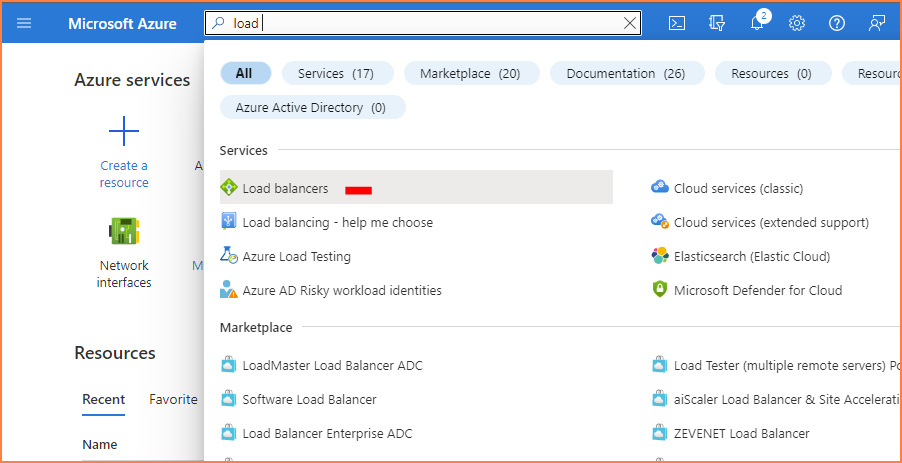 Microsoft Azure
load
2
Azure services
Create a
resource
A
Network
interfaces
M
Resources
Recent Favorite
Name
All Services (17) Marketplace (20) Documentation (26) Resources (0) Resourc
Azure Active Directory (0)
Services
Load balancers
Cloud services (classic)
Load balancing - help me choose
Cloud services (extended support)
Azure Load Testing
Elasticsearch (Elastic Cloud)
Azure AD Risky workload identities
Microsoft Defender for Cloud
Marketplace
LoadMaster Load Balancer ADC
Load Tester (multiple remote servers) Po
Software Load Balancer
aiScaler Load Balancer & Site Accelerati
Load Balancer Enterprise ADC
ZEVENET Load Balancer